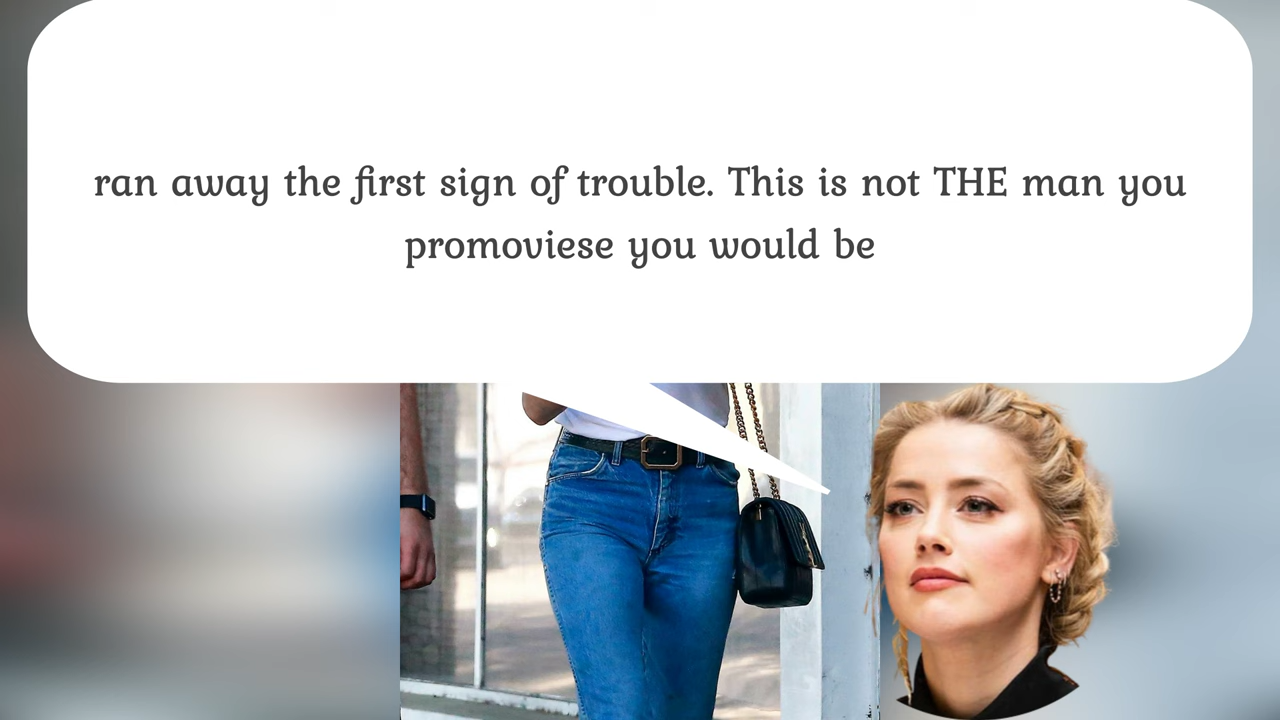 ran away the first sign of trouble. This is not THE man you
promoviese you would be